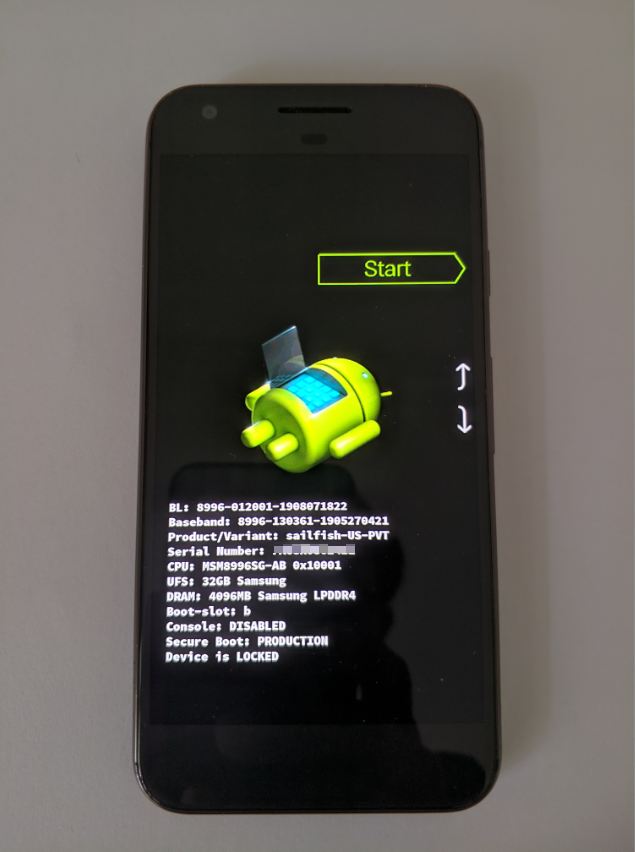 Start
BL: 8996-012001-1908071822
Baseband: 8996-130361-1905270421
Product/Variant: sailfish-US-PVT
Serial Number:
CPU: MSM8996SG-AB 0x10001
UFS: 32GB Samsung
DRAM: 4096MB Samsung LPDDR4
Boot-slot: b
Console: DISABLED
Secure Boot: PRODUCTION
Device is LOCKED